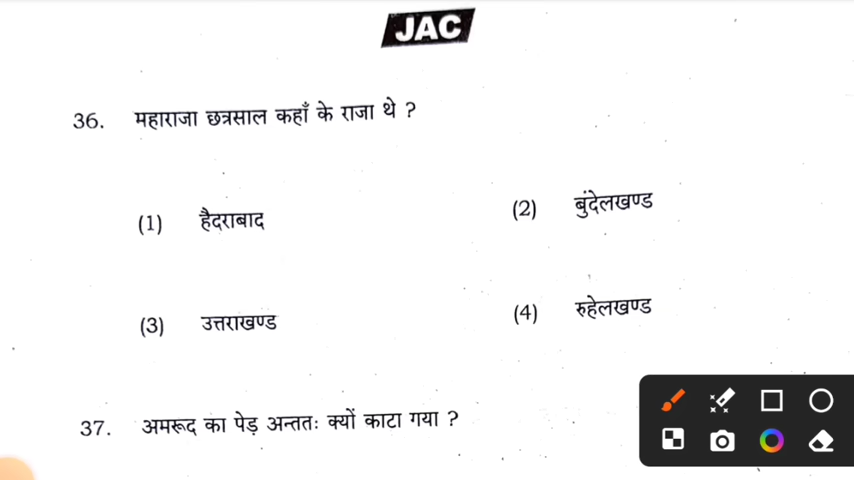 JAC
36. महाराजा छत्रसाल कहाँ के राजा थे ?
(1) हैदराबाद (2) बुंदेलखण्ड
(3) उत्तराखण्ड (4) रुहेलखण्ड
37. अमरूद का पेड़ अन्ततः क्यों काटा गया ?